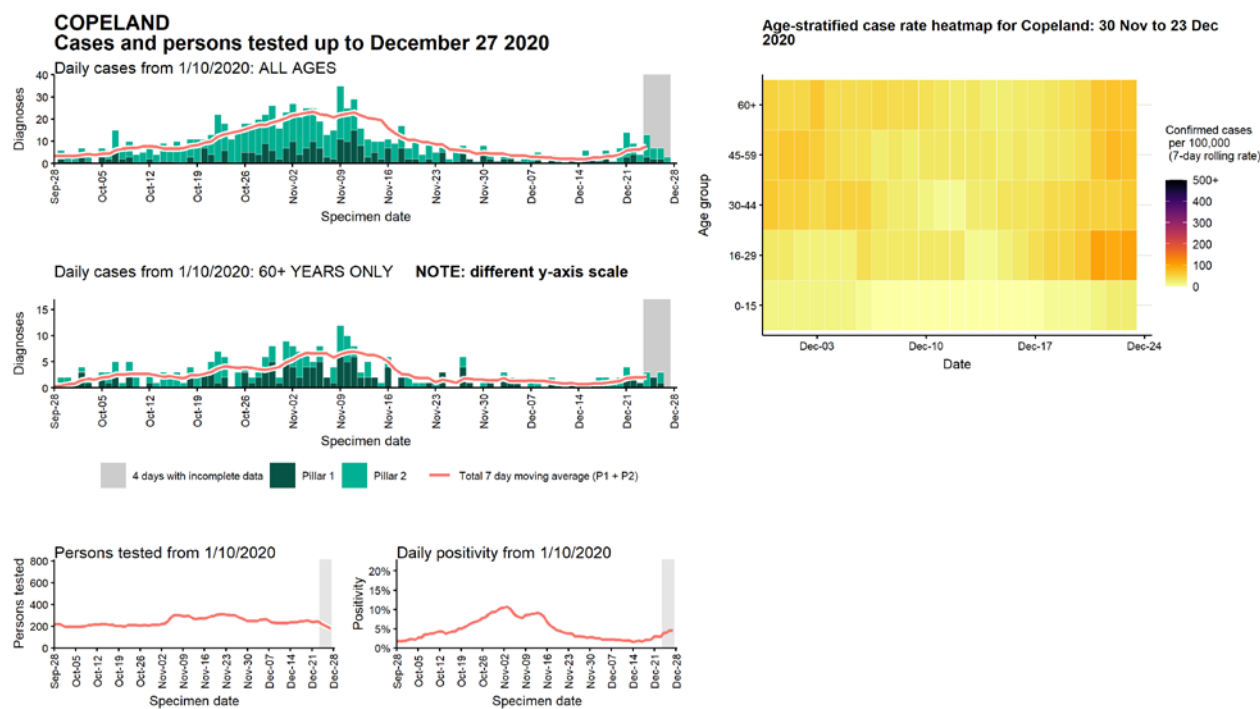 COPELAND
Cases and persons tested up to December 27 2020
Daily cases from 1/10/2020: ALL AGES
Diagnoses
40
30
20
10
0
Sep-28
Oct-05
Oct-12
Oct-19
Oct-26
Nov-02
Nov-09
Nov-16
Nov-23
Nov-30
Dec-07
Dec-14
Dec-21
Dec-28
Specimen date
Daily cases from 1/10/2020: 60+ YEARS ONLY NOTE: different y-axis scale
Diagnoses
15
10
5
0
Sep-28
Oct-05
Oct-12
Oct-19
Oct-26
Nov-02
Nov-09
Nov-16
Nov-23
Nov-30
Dec-07
Dec-14
Dec-21
Dec-28
Specimen date
4 days with incomplete data Pillar 1 Pillar 2 Total 7 day moving average (P1 + P2)
Persons tested from 1/10/2020
Persons tested
800
600
400
200
0
Sep-28
Oct-05
Oct-12
Oct-19
Oct-26
Nov-02
Nov-09
Nov-16
Nov-23
Nov-30
Dec-07
Dec-14
Dec-21
Dec-28
Specimen date
Daily positivity from 1/10/2020
Positivity
20%
15%
10%
5%
0%
Sep-28
Oct-05
Oct-12
Oct-19
Oct-26
Nov-02
Nov-09
Nov-16
Nov-23
Nov-30
Dec-07
Dec-14
Dec-21
Dec-28
Specimen date
Age-stratified case rate heatmap for Copeland: 30 Nov to 23 Dec
2020
Age group
60+
45-59
30-44
16-29
0-15
Dec-03
Dec-10
Dec-17
Dec-24
Date
Confirmed cases
per 100,000
(7-day rolling rate)
500+
400
300
200
100
0